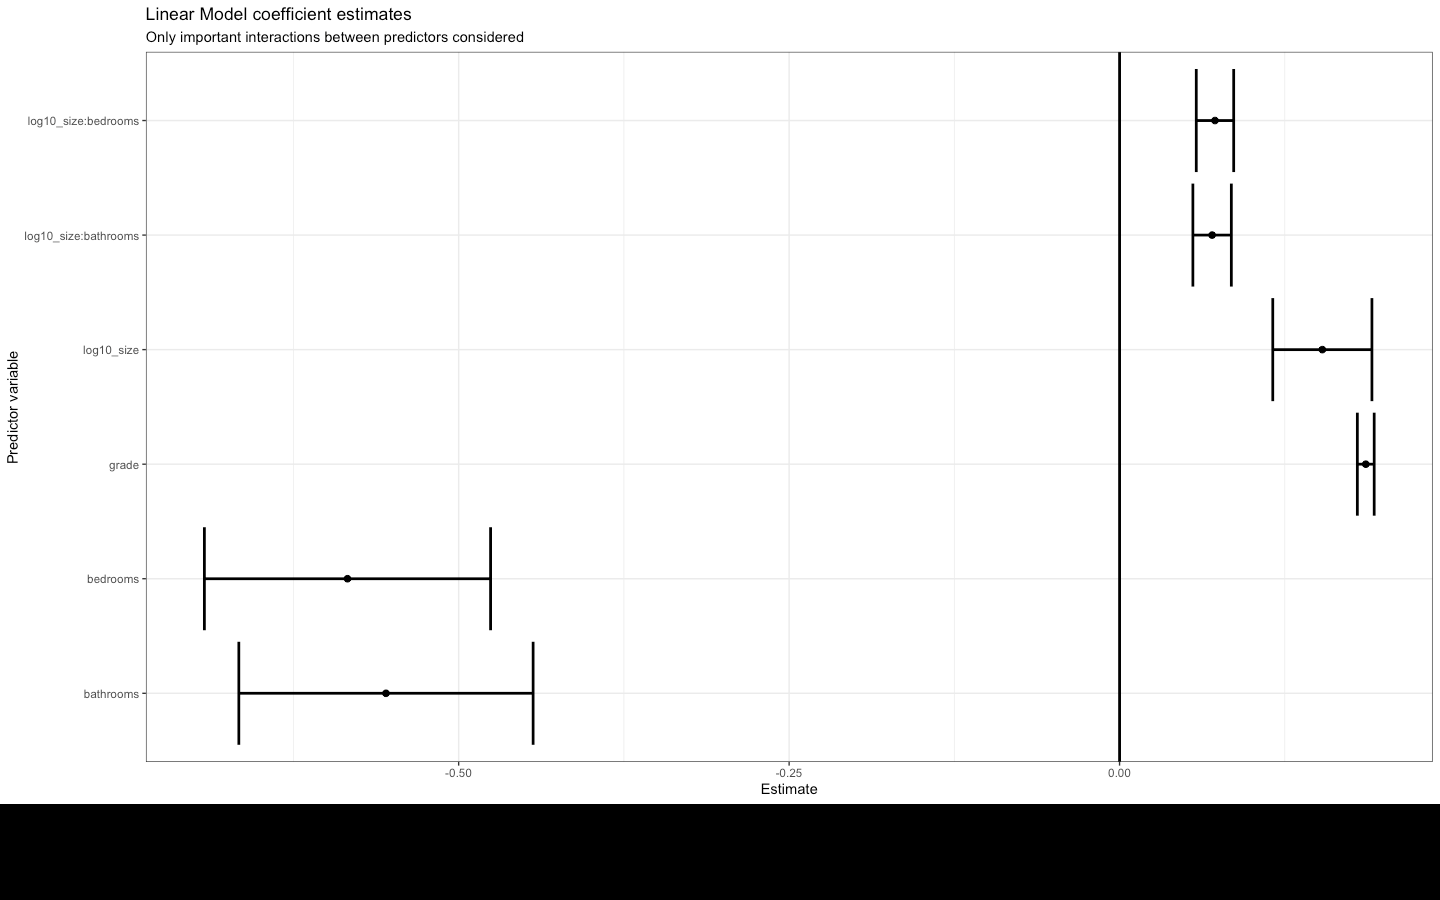 Linear Model coefficient estimates
Only important interactions between predictors considered
log10_size:bedrooms
log10_size:bathrooms
log10_size
grade
bedrooms
bathrooms
Predictor variable
-0.50
-0.25
0.00
Estimate